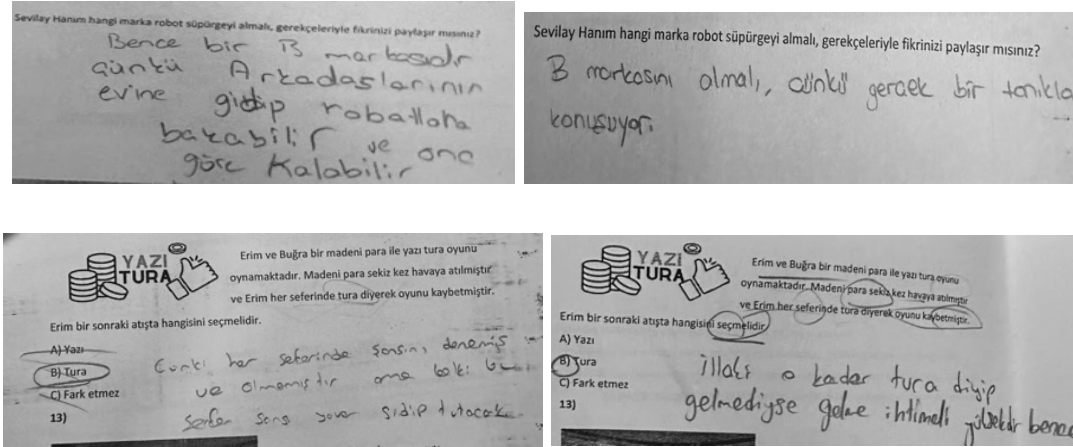 Sevilay Hanım hangi marka robot süpürgeyi almalı, gerekçeleriyle fikrinizi paylaşır mısınız?
Bence bir B markasıdır
Çünkü Arkadaşlarının
evine gidip
bakabilir ve ona
göre Kalabilir
Sevilay Hanım hangi marka robot süpürgeyi almalı, gerekçeleriyle fikrinizi paylaşır mısınız?
B markasını almalı, çünkü gerçek bir tanıkla
konuşuyor.
YAZI
TURA
Erim ve Buğra bir madeni para ile yazı tura oyunu
oynamaktadır. Madeni para sekiz kez havaya atılmıştır
ve Erim her seferinde tura diyerek oyunu kaybetmiştir.
Erim bir sonraki atışta hangisini seçmelidir.
A) Yazı
B) Tura
C) Fark etmez
13)
Çünkü her seferinde şansını denemiş
ve olmamıştır ama belki bu
sefer şans yaver gidip tutacak
YAZI
TURA
Erim ve Buğra bir madeni para ile yazı tura oyunu
oynamaktadır. Madeni para sekiz kez havaya atılmıştır
ve Erim her seferinde tura diyerek oyunu kaybetmiştir.
Erim bir sonraki atışta hangisini seçmelidir.
A) Yazı
B) Tura
C) Fark etmez
13)
illaki o kadar tura diyip
gelmediyse gelme ihtimali yüksektir bence